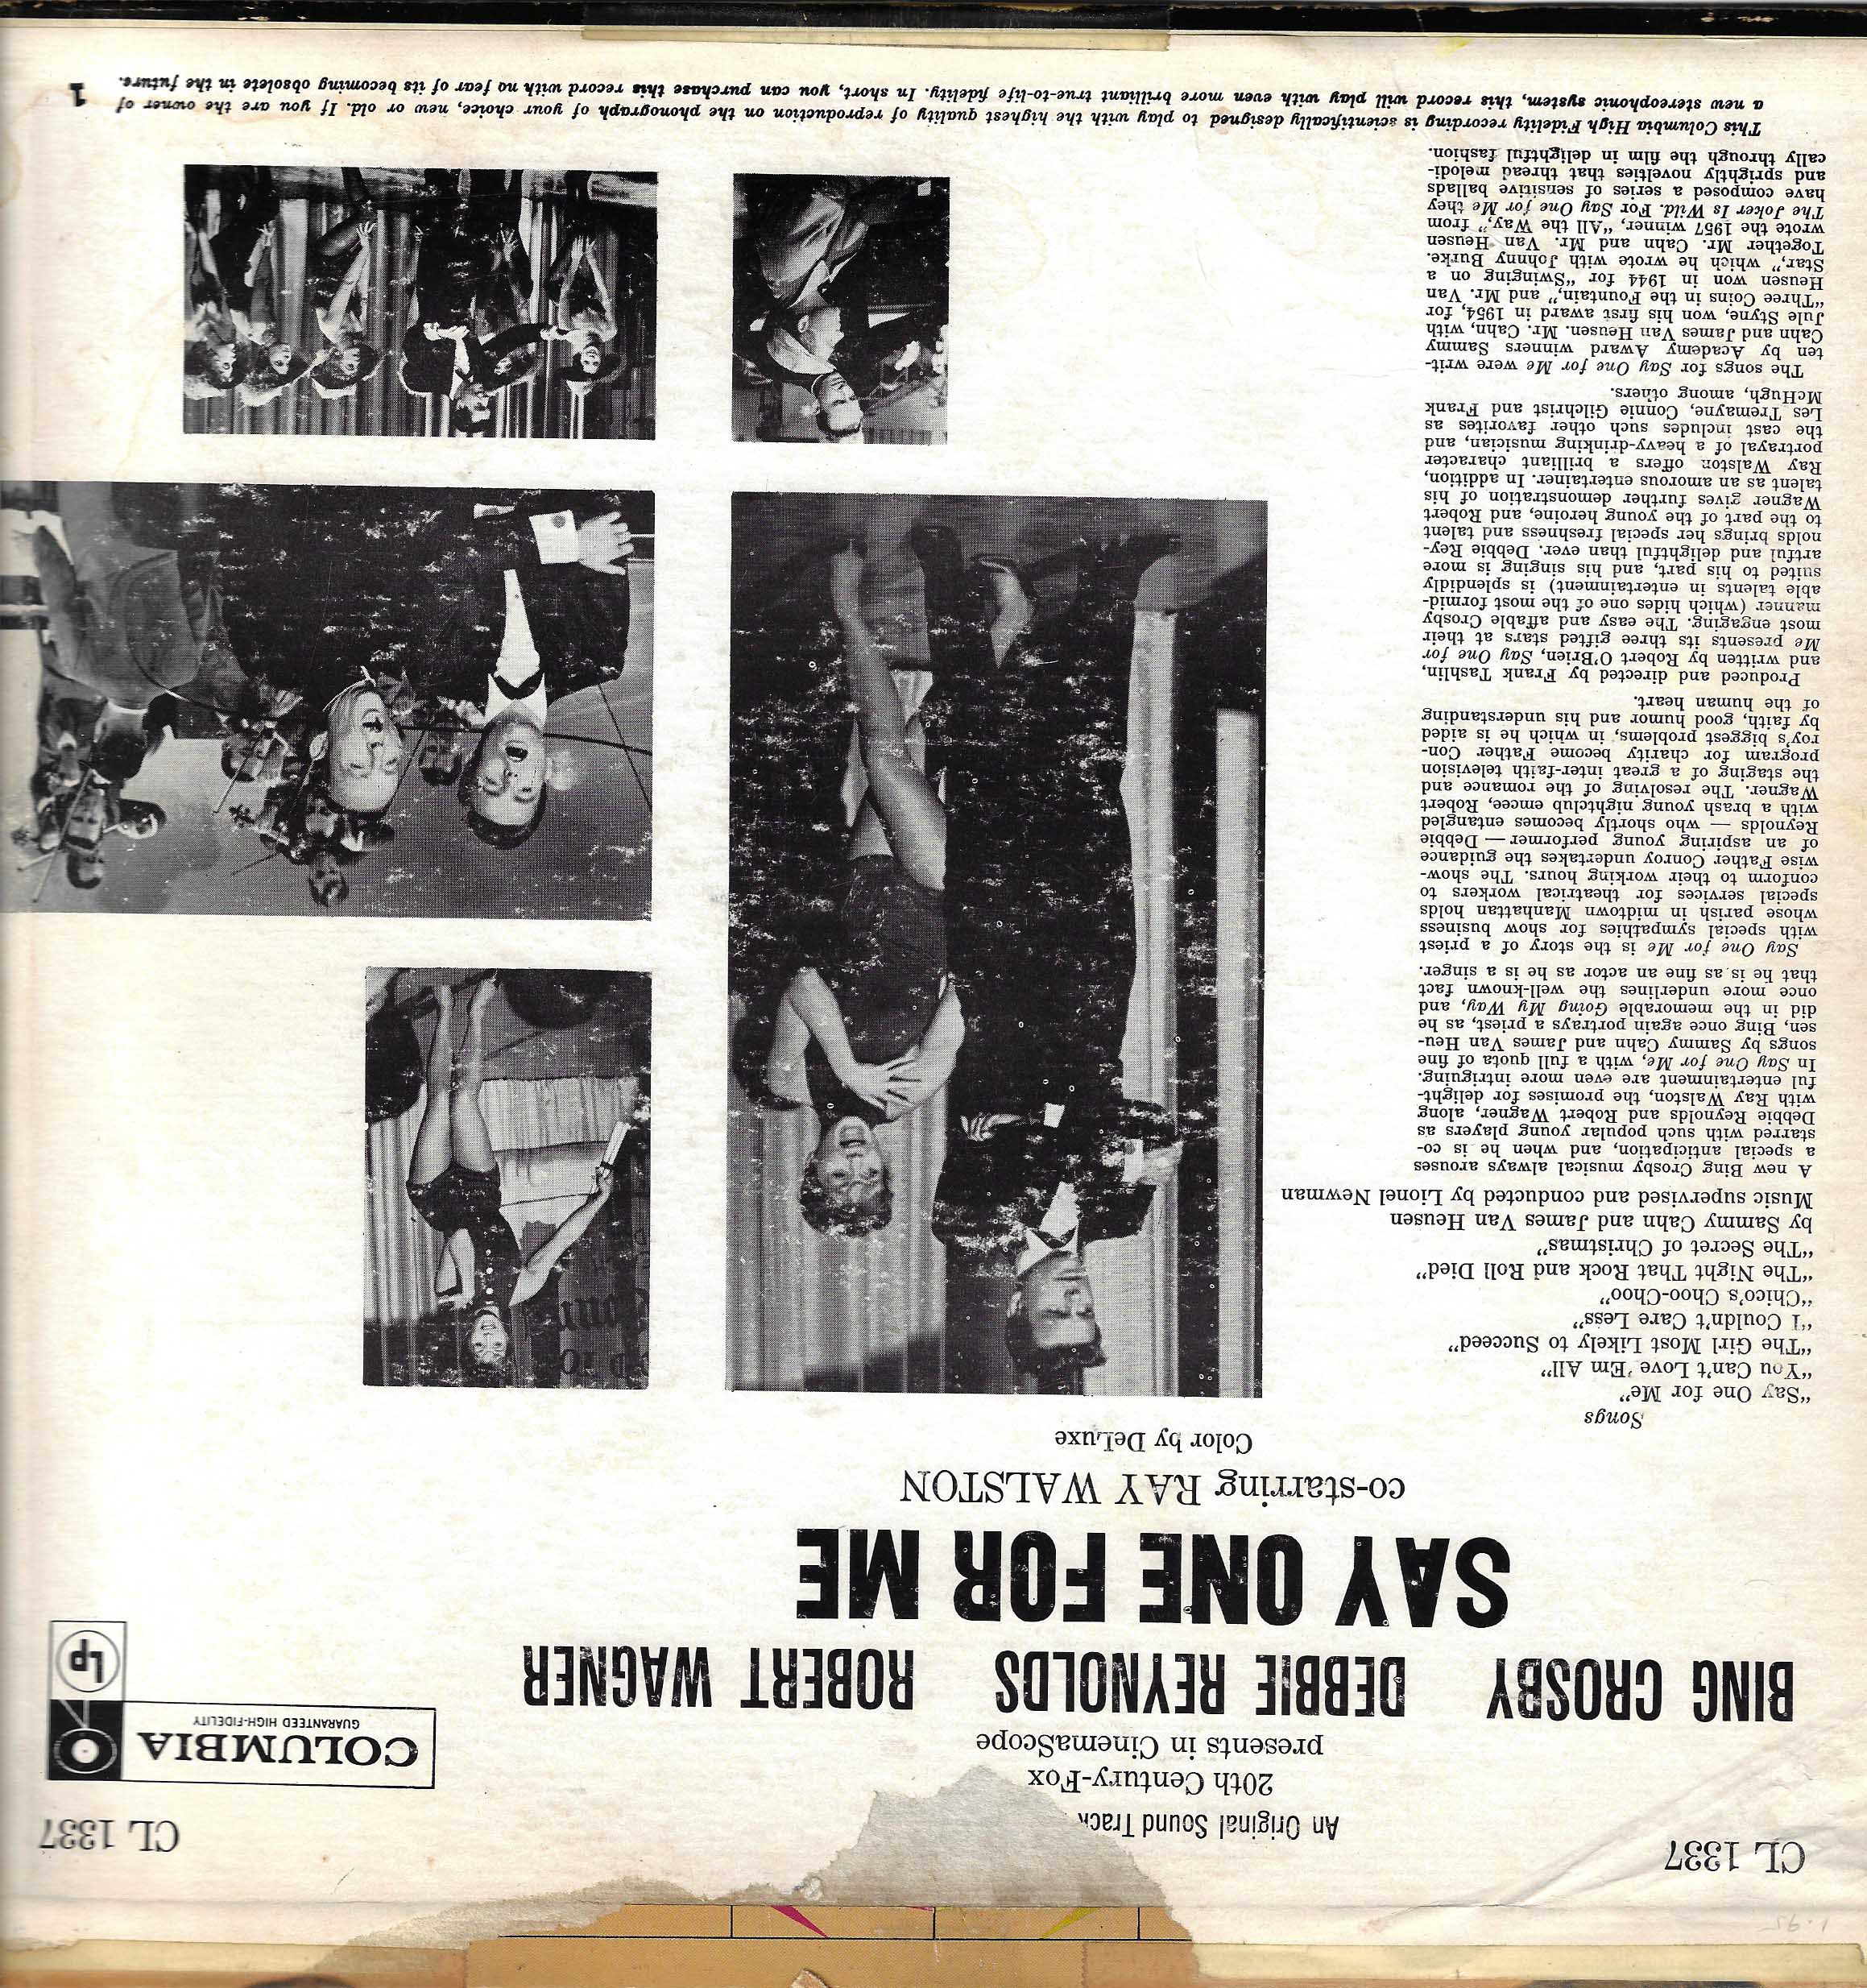 CL 1337
CL 1337
An Original Sound Track
20th Century-Fox
presents in CinemaScope
COLUMBIA
GUARANTEED HIGH-FIDELITY
Lp
BING CROSBY DEBBIE REYNOLDS ROBERT WAGNER
SAY ONE FOR ME
co-starring RAY WALSTON
Color by DeLuxe
Songs
"Say One for Me"
"You Can't Love 'Em All"
"The Girl Most Likely to Succeed"
"I Couldn't Care Less"
"Chico's Choo-Choo"
"The Night That Rock and Roll Died"
"The Secret of Christmas"
by Sammy Cahn and James Van Heusen
Music supervised and conducted by Lionel Newman
A new Bing Crosby musical always arouses
a special anticipation, and when he is co-
starred with such popular young players as
Debbie Reynolds and Robert Wagner, along
with Ray Walston, the promises for delight-
ful entertainment are even more intriguing.
In Say One for Me, with a full quota of fine
songs by Sammy Cahn and James Van Heu-
sen, Bing once again portrays a priest, as he
did in the memorable Going My Way, and
once more underlines the well-known fact
that he is as fine an actor as he is a singer.
Say One for Me is the story of a priest
with special sympathies for show business
whose parish in midtown Manhattan holds
special services for theatrical workers to
conform to their working hours. The show-
wise Father Conroy undertakes the guidance
of an aspiring young performer — Debbie
Reynolds — who shortly becomes entangled
with a brash young nightclub emcee, Robert
Wagner. The resolving of the romance and
the staging of a great inter-faith television
program for charity become Father Con-
roy's biggest problems, in which he is aided
by faith, good humor and his understanding
of the human heart.
Produced and directed by Frank Tashlin,
and written by Robert O'Brien, Say One for
Me presents its three gifted stars at their
most engaging. The easy and affable Crosby
manner (which hides one of the most formid-
able talents in entertainment) is splendidly
suited to his part, and his singing is more
artful and delightful than ever. Debbie Rey-
nolds brings her special freshness and talent
to the part of the young heroine, and Robert
Wagner gives further demonstration of his
talent as an amorous entertainer. In addition,
Ray Walston offers a brilliant character
portrayal of a heavy-drinking musician, and
the cast includes such other favorites as
Les Tremayne, Connie Gilchrist and Frank
McHugh, among others.
The songs for Say One for Me were writ-
ten by Academy Award winners Sammy
Cahn and James Van Heusen. Mr. Cahn, with
Jule Styne, won his first award in 1954, for
"Three Coins in the Fountain," and Mr. Van
Heusen won in 1944 for "Swinging on a
Star," which he wrote with Johnny Burke.
Together Mr. Cahn and Mr. Van Heusen
wrote the 1957 winner, "All the Way," from
The Joker Is Wild. For Say One for Me they
have composed a series of sensitive ballads
and sprightly novelties that thread melodi-
cally through the film in delightful fashion.
This Columbia High Fidelity recording is scientifically designed to play with the highest quality of reproduction on the phonograph of your choice, new or old. If you are the owner of
a new stereophonic system, this record will play with even more brilliant true-to-life fidelity. In short, you can purchase this record with no fear of its becoming obsolete in the future.
1